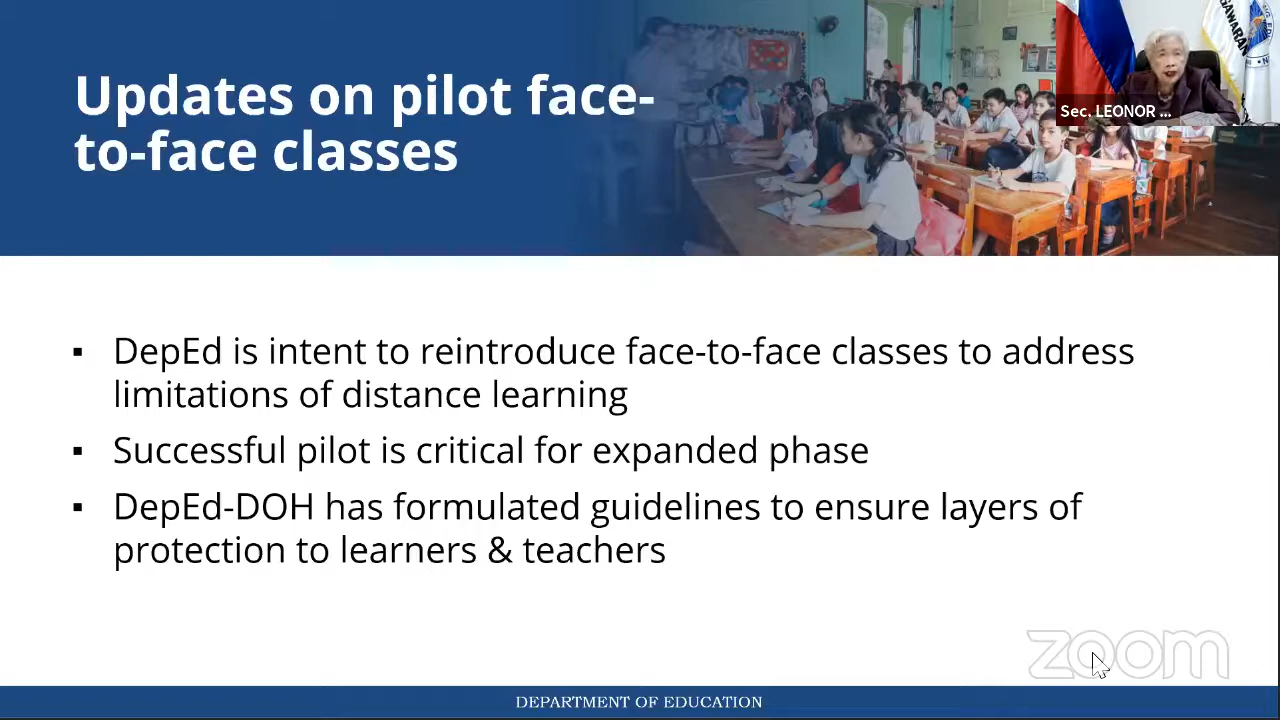 Updates on pilot face-
to-face classes
GAWARAN
Sec. LEONOR ...
▪ DepEd is intent to reintroduce face-to-face classes to address
limitations of distance learning
▪ Successful pilot is critical for expanded phase
▪ DepEd-DOH has formulated guidelines to ensure layers of
protection to learners & teachers
zoom
DEPARTMENT OF EDUCATION